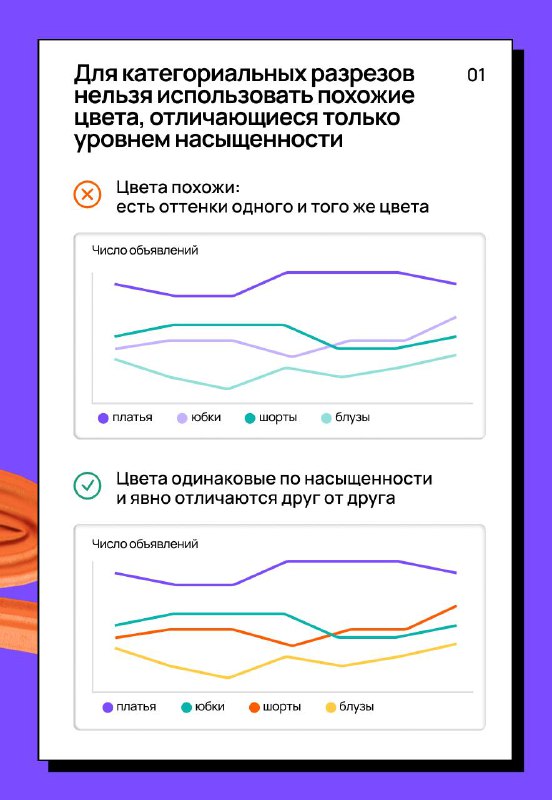 Для категориальных разрезов
01
нельзя использовать похожие
цвета, отличающиеся только
уровнем насыщенности
Цвета похожи:
есть оттенки одного и того же цвета
Число объявлений
платья юбки шорты блузы
Цвета одинаковые по насыщенности
и явно отличаются друг от друга
Число объявлений
платья юбки шорты блузы